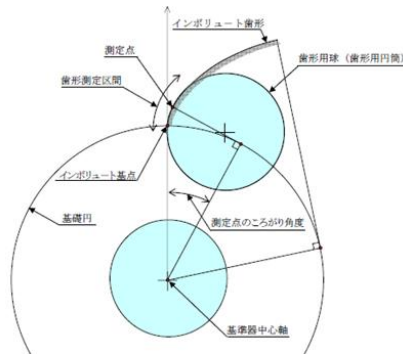 インボリュート歯形
測定点
歯形用球（歯形用円筒）
歯形測定区間
インボリュート基点
基礎円
測定点のころがり角度
基準器中心軸